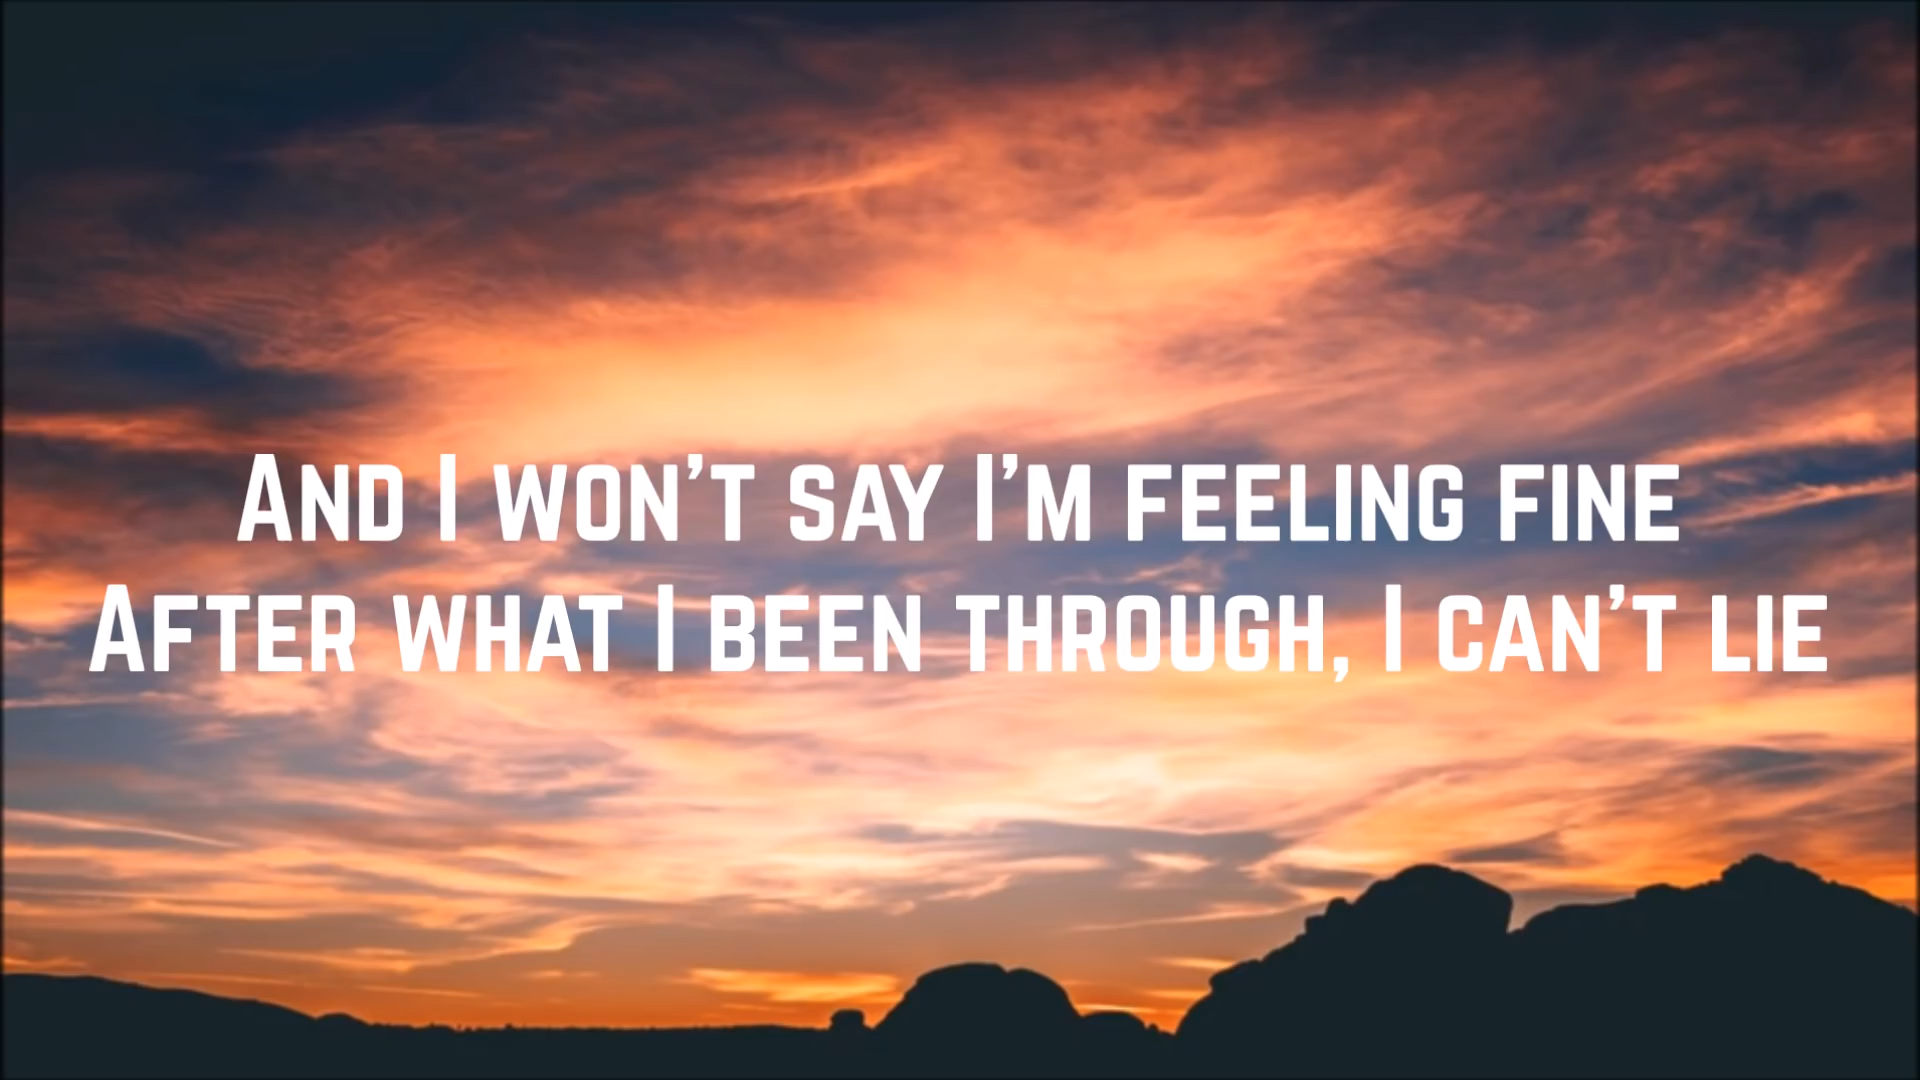 And I won't say I'm feeling fine
After what I been through, I can't lie